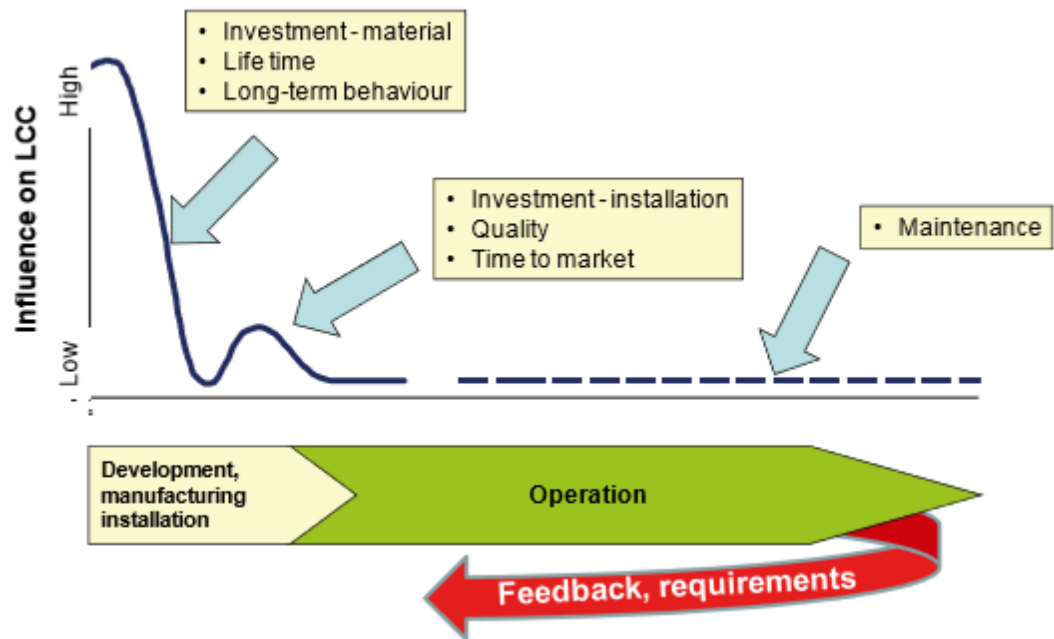 • Investment - material
• Life time
• Long-term behaviour
Influence on LCC
High
Low
-
• Investment - installation
• Quality
• Time to market
• Maintenance
Development,
manufacturing
installation
Operation
Feedback, requirements